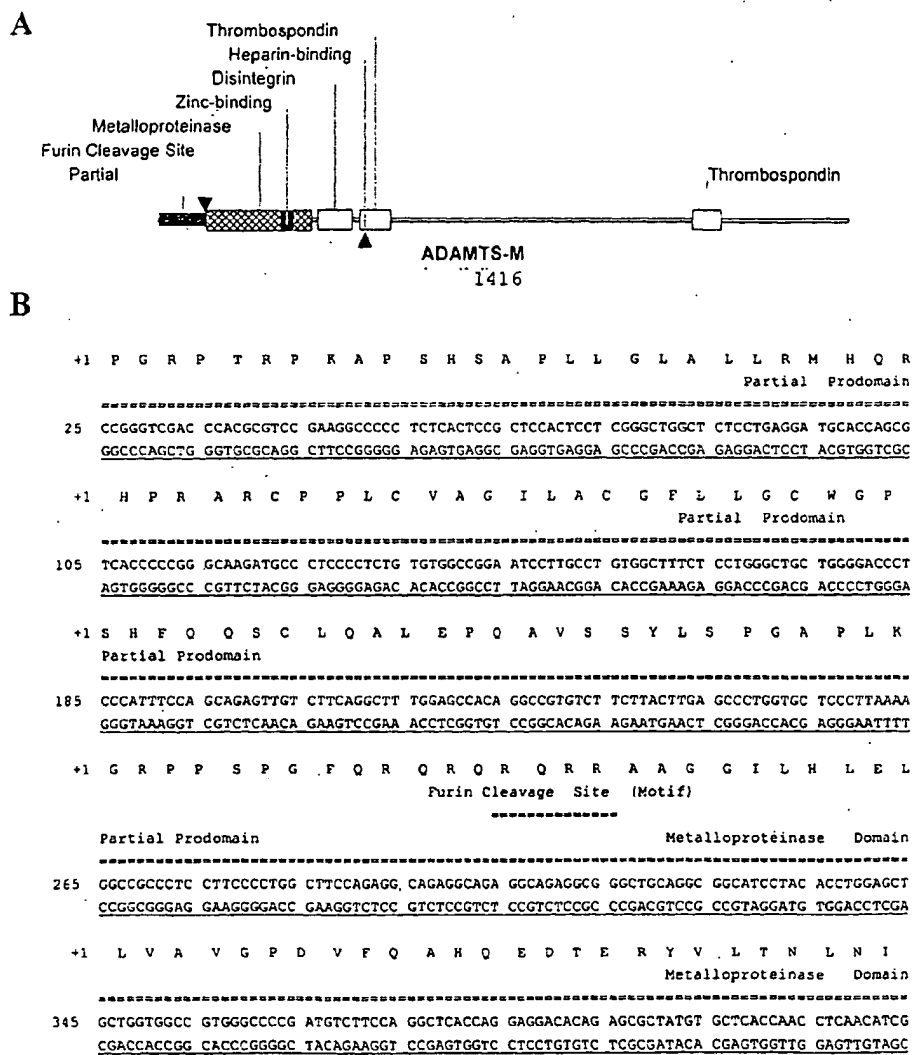 A
Thrombospondin
Heparin-binding
Disintegrin
Zinc-binding
Metalloproteinase
Furin Cleavage Site
Partial
Thrombospondin
ADAMTS-M
1416
B
+1 P G R P T R P K A P S H S A P L L G L A L L R M H Q R
Partial Prodomain
25 CCGGGTCGAC CCACGCGTCC GAAGGCCCCC TCTCACTCCG CTCCACTCCT CGGGCTGGCT CTCCTGAGGA TGCACCAGCG
GGCCCAGCTG GGTGCGCAGG CTTCCGGGGG AGAGTGAGGC GAGGTGAGGA GCCCGACCGA GAGGACTCCT ACGTGGTCGC
+1 H P R A R C P P L C V A G I L A C G F L L G C W G P
Partial Prodomain
105 TCACCCCCGG GCAAGATGCC CTCCCCTCTG TGTGGCCGGA ATCCTTGCCT GTGGCTTTCT CCTGGGCTGC TGGGGACCCT
AGTGGGGGCC CGTTCTACGG GAGGGGAGAC ACACCGGCCT TAGGAACGGA CACCGAAAGA GGACCCGACG ACCCCTGGGA
+1 S H F Q Q S C L Q A L E P Q A V S S Y L S P G A P L K
Partial Prodomain
185 CCCATTTCCA GCAGAGTTGT CTTCAGGCTT TGGAGCCACA GGCCGTGTCT TCTTACTTGA GCCCTGGTGC TCCCTTAAAA
GGGTAAAGGT CGTCTCAACA GAAGTCCGAA ACCTCGGTGT CCGGCACAGA AGAATGAACT CGGGACCACG AGGGAATTTT
+1 G R P P S P G F Q R Q R Q R Q R R A A G G I L H L E L
Furin Cleavage Site (Motif)
Partial Prodomain Metalloproteinase Domain
265 GGCCGCCCTC CTTCCCCTGG CTTCCAGAGG CAGAGGCAGA GGCAGAGGCG GGCTGCAGGC GGCATCCTAC ACCTGGAGCT
CCGGCGGGAG GAAGGGGACC GAAGGTCTCC GTCTCCGTCT CCGTCTCCGC CCGACGTCCG CCGTAGGATG TGGACCTCGA
+1 L V A V G P D V F Q A H Q E D T E R Y V L T N L N I
Metalloproteinase Domain
345 GCTGGTGGCC GTGGGCCCCG ATGTCTTCCA GGCTCACCAG GAGGACACAG AGCGCTATGT GCTCACCAAC CTCAACATCG
CGACCACCGG CACCCGGGGC TACAGAAGGT CCGAGTGGTC CTCCTGTGTC TCGCGATACA CGAGTGGTTG GAGTTGTAGC